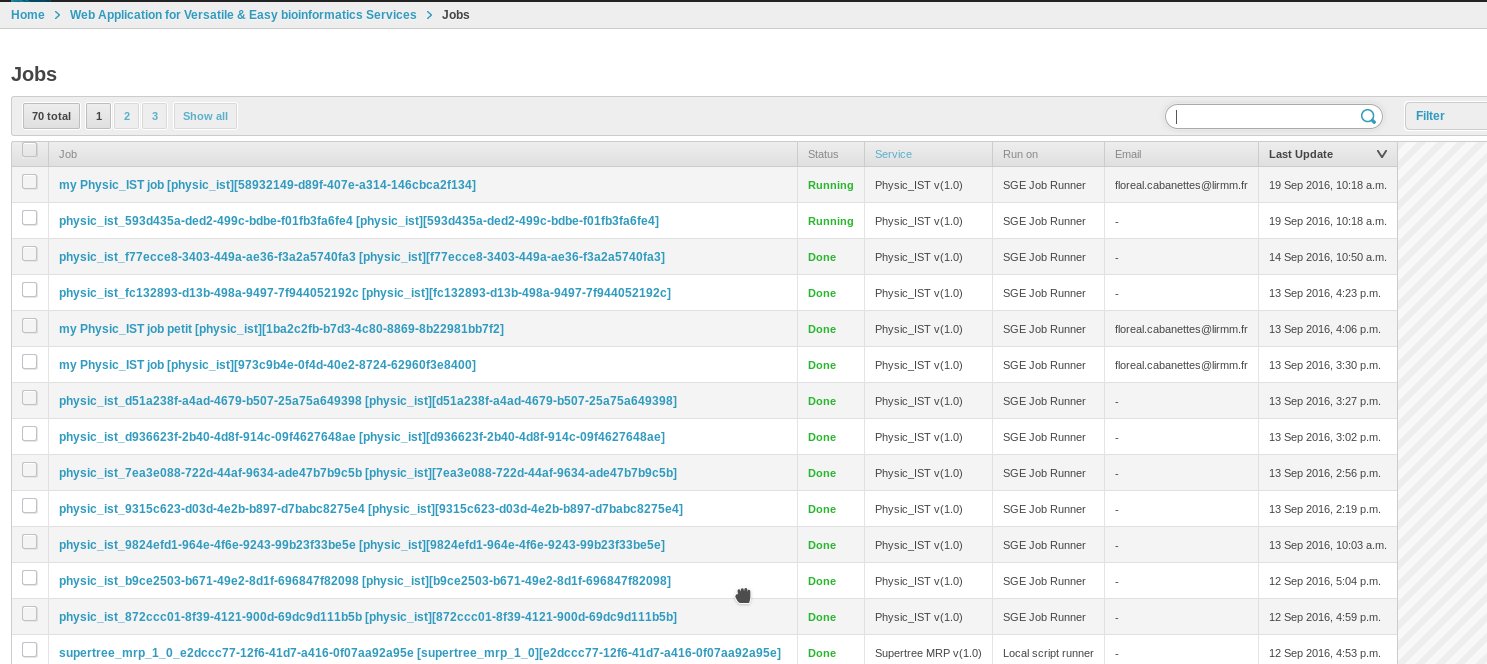 Home > Web Application for Versatile & Easy bioinformatics Services > Jobs
Jobs
70 total 1 2 3 Show all Filter
Job Status Service Run on Email Last Update
my Physic_IST job [physic_ist][58932149-d89f-407e-a314-146cbca2f134] Running Physic_IST v(1.0) SGE Job Runner floreal.cabanettes@lirmm.fr 19 Sep 2016, 10:18 a.m.
physic_ist_593d435a-ded2-499c-bdbe-f01fb3fa6fe4 [physic_ist][593d435a-ded2-499c-bdbe-f01fb3fa6fe4] Running Physic_IST v(1.0) SGE Job Runner - 19 Sep 2016, 10:18 a.m.
physic_ist_f77ecce8-3403-449a-ae36-f3a2a5740fa3 [physic_ist][f77ecce8-3403-449a-ae36-f3a2a5740fa3] Done Physic_IST v(1.0) SGE Job Runner - 14 Sep 2016, 10:50 a.m.
physic_ist_fc132893-d13b-498a-9497-7f944052192c [physic_ist][fc132893-d13b-498a-9497-7f944052192c] Done Physic_IST v(1.0) SGE Job Runner - 13 Sep 2016, 4:23 p.m.
my Physic_IST job petit [physic_ist][1ba2c2fb-b7d3-4c80-8869-8b22981bb7f2] Done Physic_IST v(1.0) SGE Job Runner floreal.cabanettes@lirmm.fr 13 Sep 2016, 4:06 p.m.
my Physic_IST job [physic_ist][973c9b4e-0f4d-40e2-8724-62960f3e8400] Done Physic_IST v(1.0) SGE Job Runner floreal.cabanettes@lirmm.fr 13 Sep 2016, 3:30 p.m.
physic_ist_d51a238f-a4ad-4679-b507-25a75a649398 [physic_ist][d51a238f-a4ad-4679-b507-25a75a649398] Done Physic_IST v(1.0) SGE Job Runner - 13 Sep 2016, 3:27 p.m.
physic_ist_d936623f-2b40-4d8f-914c-09f4627648ae [physic_ist][d936623f-2b40-4d8f-914c-09f4627648ae] Done Physic_IST v(1.0) SGE Job Runner - 13 Sep 2016, 3:02 p.m.
physic_ist_7ea3e088-722d-44af-9634-ade47b7b9c5b [physic_ist][7ea3e088-722d-44af-9634-ade47b7b9c5b] Done Physic_IST v(1.0) SGE Job Runner - 13 Sep 2016, 2:56 p.m.
physic_ist_9315c623-d03d-4e2b-b897-d7babc8275e4 [physic_ist][9315c623-d03d-4e2b-b897-d7babc8275e4] Done Physic_IST v(1.0) SGE Job Runner - 13 Sep 2016, 2:19 p.m.
physic_ist_9824efd1-964e-4f6e-9243-99b23f33be5e [physic_ist][9824efd1-964e-4f6e-9243-99b23f33be5e] Done Physic_IST v(1.0) SGE Job Runner - 13 Sep 2016, 10:03 a.m.
physic_ist_b9ce2503-b671-49e2-8d1f-696847f82098 [physic_ist][b9ce2503-b671-49e2-8d1f-696847f82098] Done Physic_IST v(1.0) SGE Job Runner - 12 Sep 2016, 5:04 p.m.
physic_ist_872ccc01-8f39-4121-900d-69dc9d111b5b [physic_ist][872ccc01-8f39-4121-900d-69dc9d111b5b] Done Physic_IST v(1.0) SGE Job Runner - 12 Sep 2016, 4:59 p.m.
supertree_mrp_1_0_e2dccc77-12f6-41d7-a416-0f07aa92a95e [supertree_mrp_1_0][e2dccc77-12f6-41d7-a416-0f07aa92a95e] Done Supertree MRP v(1.0) Local script runner - 12 Sep 2016, 4:53 p.m.